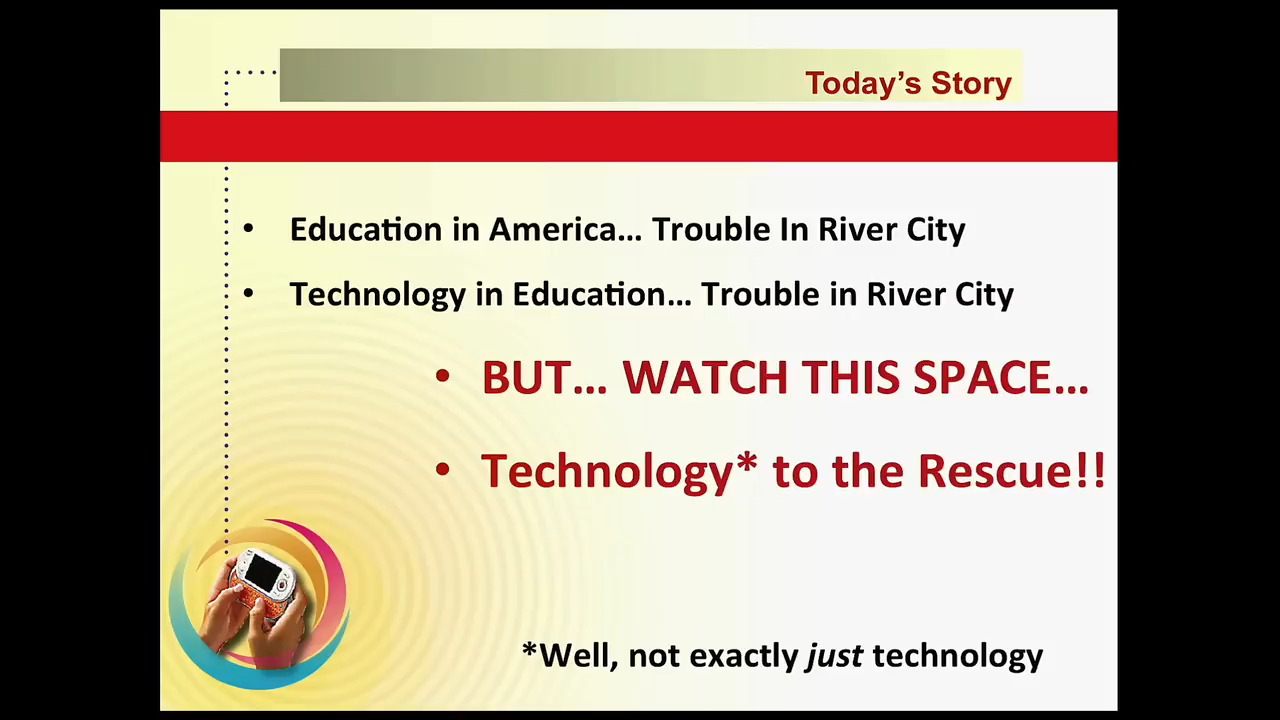 Today’s Story
• Education in America... Trouble In River City
• Technology in Education... Trouble in River City
• BUT... WATCH THIS SPACE...
• Technology* to the Rescue!!
*Well, not exactly just technology